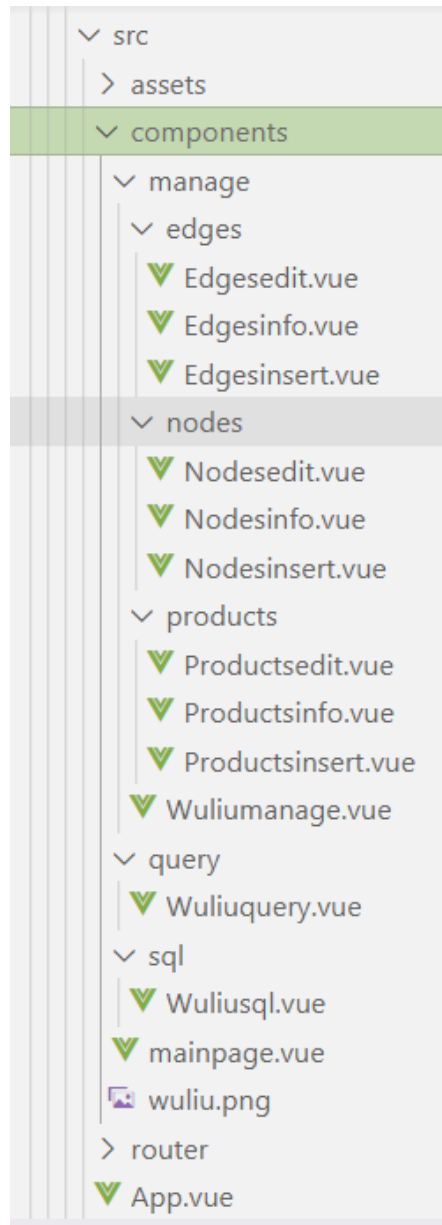 src
assets
components
manage
edges
Edgesedit.vue
Edgesinfo.vue
Edgesinsert.vue
nodes
Nodesedit.vue
Nodesinfo.vue
Nodesinsert.vue
products
Productsedit.vue
Productsinfo.vue
Productsinsert.vue
Wuliumanage.vue
query
Wuliuquery.vue
sql
Wuliusql.vue
mainpage.vue
wuliu.png
router
App.vue